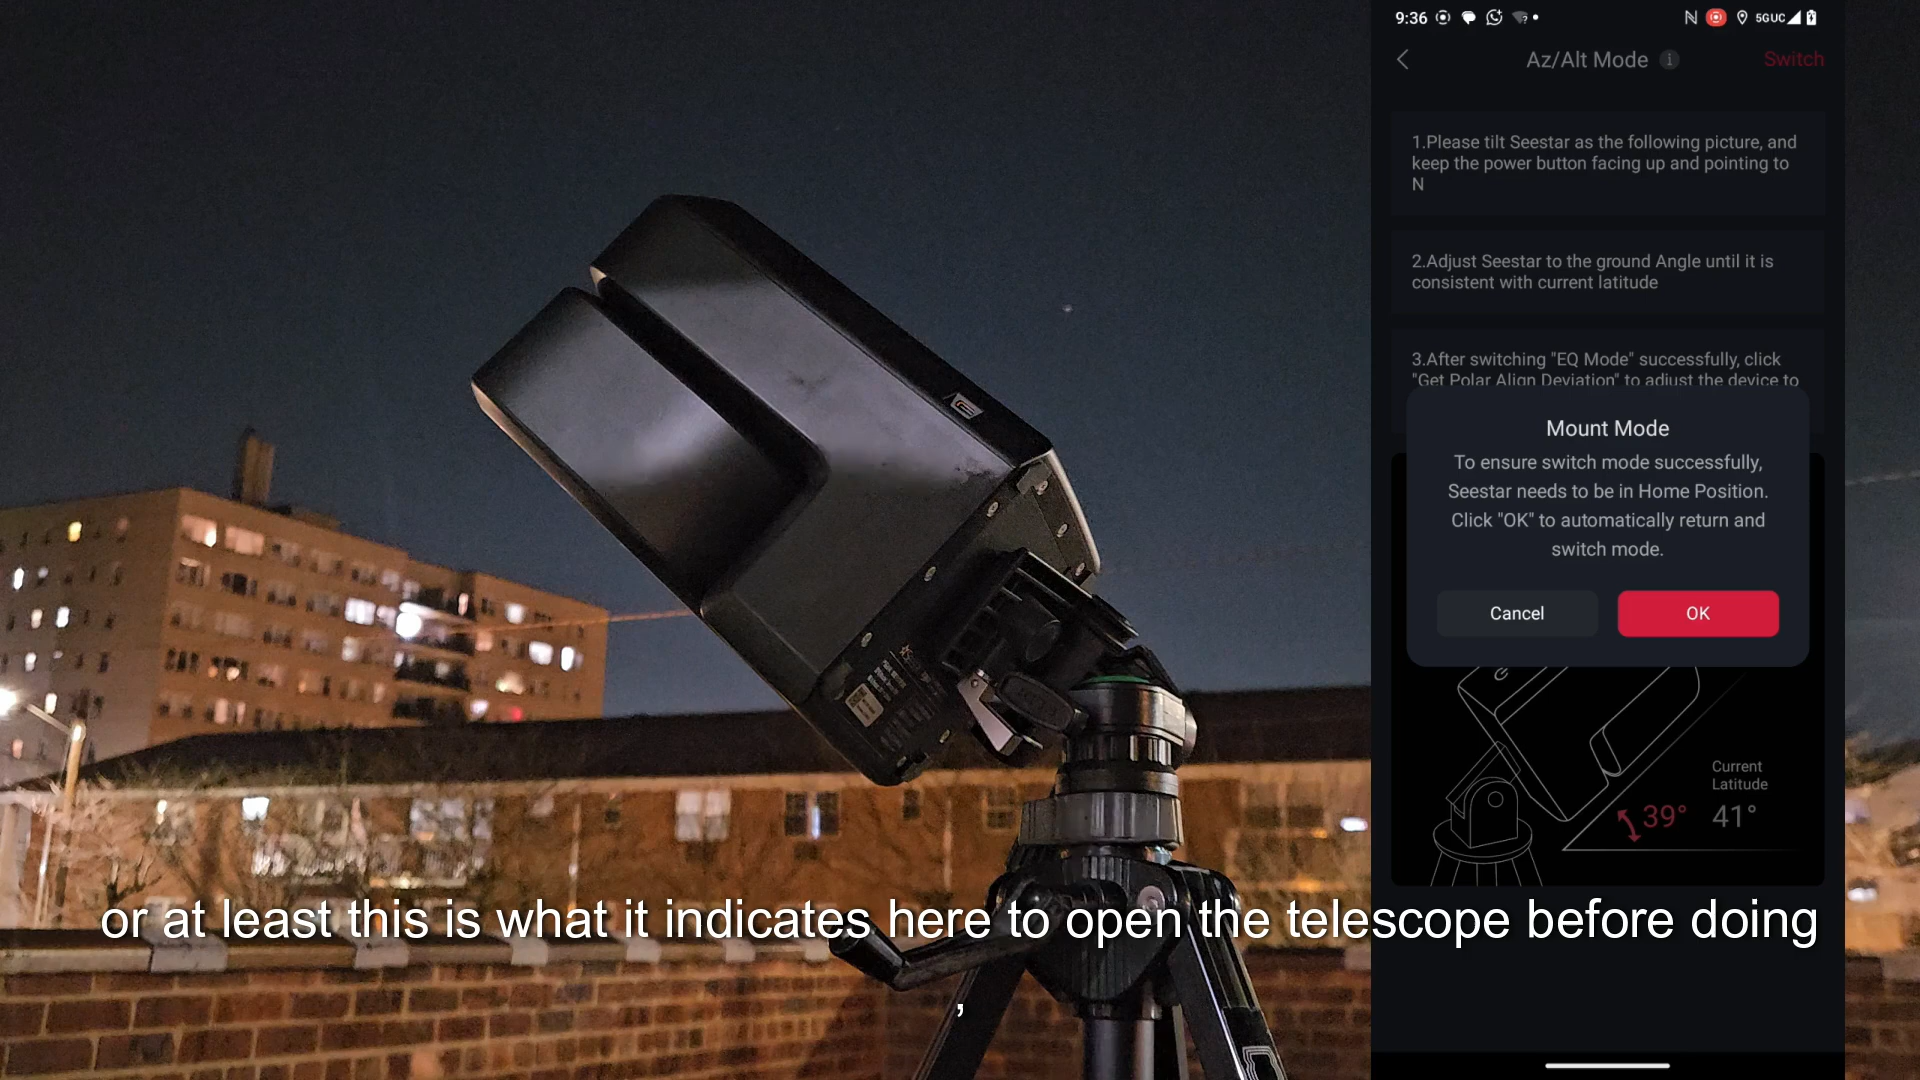 9:36
5GUC
Az/Alt Mode
Switch
1.Please tilt Seestar as the following picture, and
keep the power button facing up and pointing to
N
2.Adjust Seestar to the ground Angle until it is
consistent with current latitude
3.After switching "EQ Mode" successfully, click
"Get Polar Align Deviation" to adjust the device to
Mount Mode
To ensure switch mode successfully,
Seestar needs to be in Home Position.
Click "OK" to automatically return and
switch mode.
Cancel
OK
Current
Latitude
39°
41°
or at least this is what it indicates here to open the telescope before doing
,